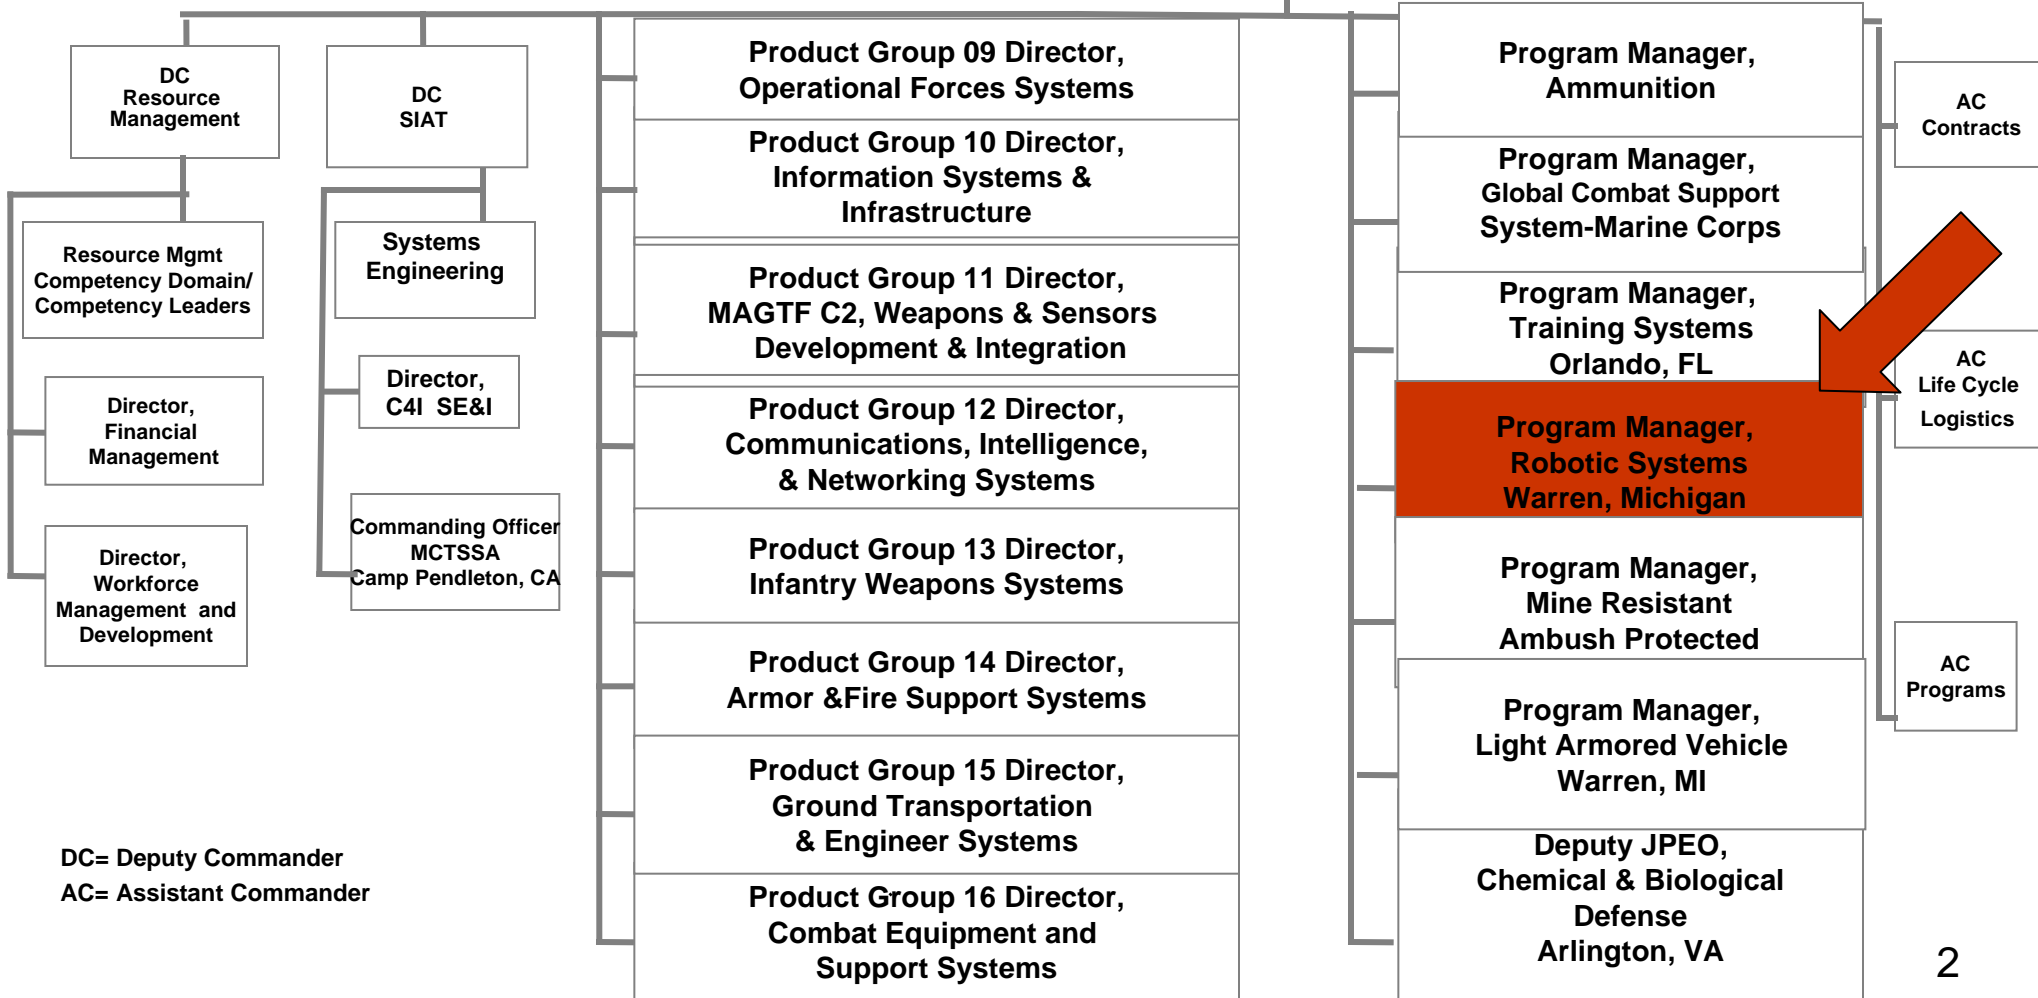 DC
Resource
Management
Resource Mgmt
Competency Domain/
Competency Leaders
Director,
Financial
Management
Director,
Workforce
Management and
Development
DC
SIAT
Systems
Engineering
Director,
C4I SE&I
Commanding Officer
MCTSSA
Camp Pendleton, CA
Product Group 09 Director,
Operational Forces Systems
Product Group 10 Director,
Information Systems &
Infrastructure
Product Group 11 Director,
MAGTF C2, Weapons & Sensors
Development & Integration
Product Group 12 Director,
Communications, Intelligence,
& Networking Systems
Product Group 13 Director,
Infantry Weapons Systems
Product Group 14 Director,
Armor &Fire Support Systems
Product Group 15 Director,
Ground Transportation
& Engineer Systems
Product Group 16 Director,
Combat Equipment and
Support Systems
Program Manager,
Ammunition
Program Manager,
Global Combat Support
System-Marine Corps
Program Manager,
Training Systems
Orlando, FL
Program Manager,
Robotic Systems
Warren, Michigan
Program Manager,
Mine Resistant
Ambush Protected
Program Manager,
Light Armored Vehicle
Warren, MI
Deputy JPEO,
Chemical & Biological
Defense
Arlington, VA
AC
Contracts
AC
Life Cycle
Logistics
AC
Programs
DC= Deputy Commander
AC= Assistant Commander
2